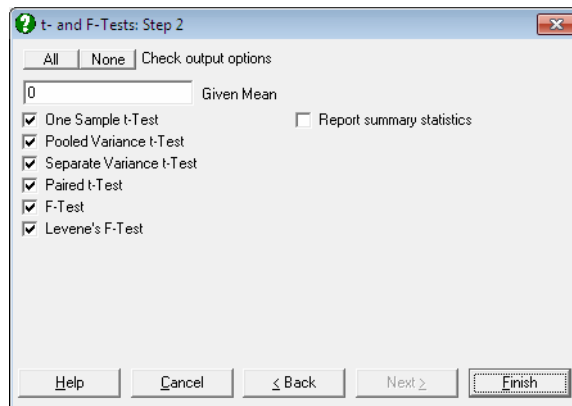 t- and F-Tests: Step 2
All None Check output options
0 Given Mean
One Sample t-Test Report summary statistics
Pooled Variance t-Test
Separate Variance t-Test
Paired t-Test
F-Test
Levene's F-Test
Help Cancel < Back Next > Finish